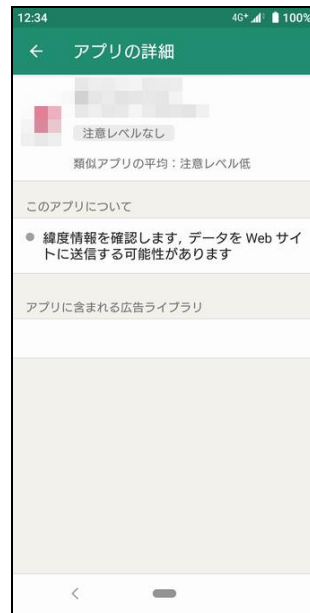 12:34
4G+
100%
アプリの詳細
注意レベルなし
類似アプリの平均：注意レベル低
このアプリについて
緯度情報を確認します，データを Web サイ
トに送信する可能性があります
アプリに含まれる広告ライブラリ